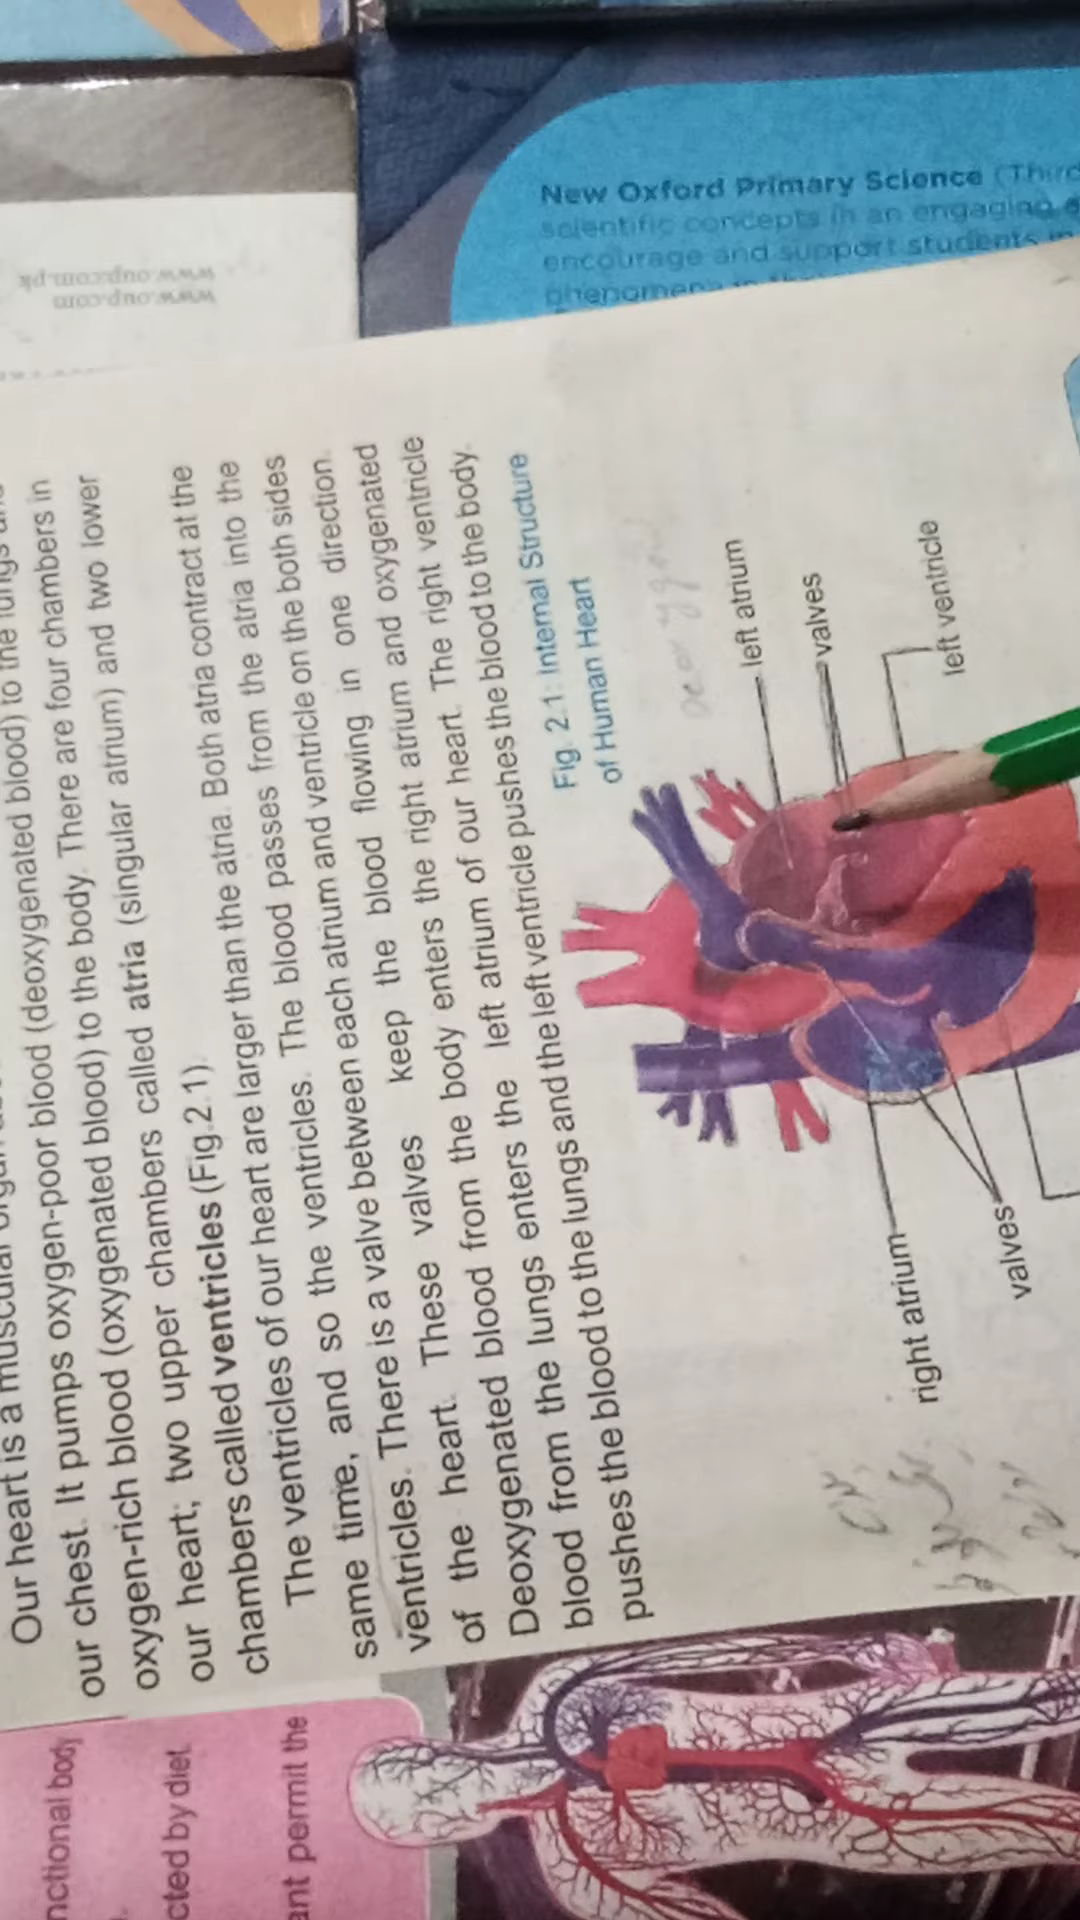 New Oxford Primary Science (Third
scientific concepts in an engaging
encourage and support students in
www.oup.com
www.oup.com.pk
Our heart is a muscular
oxygenated blood) to the lungs
our chest. It pumps oxygen-poor blood (deoxygenated blood) to the lungs
oxygen-rich blood (oxygenated blood) to the body. There are four chambers in
our heart; two upper chambers called atria (singular atrium) and two lower
chambers called ventricles (Fig.2.1).
The ventricles of our heart are larger than the atria. Both atria contract at the
same time, and so the ventricles. The blood passes from the atria into the
ventricles. There is a valve between each atrium and ventricle on the both sides
of the heart. These valves keep the blood flowing in one direction.
Deoxygenated blood from the body enters the right atrium and oxygenated
blood from the lungs enters the left atrium of our heart. The right ventricle
pushes the blood to the lungs and the left ventricle pushes the blood to the body.
Fig. 2.1: Internal Structure
of Human Heart
left atrium
valves
left ventricle
right atrium
valves
nctional body
cted by diet.
ant permit the